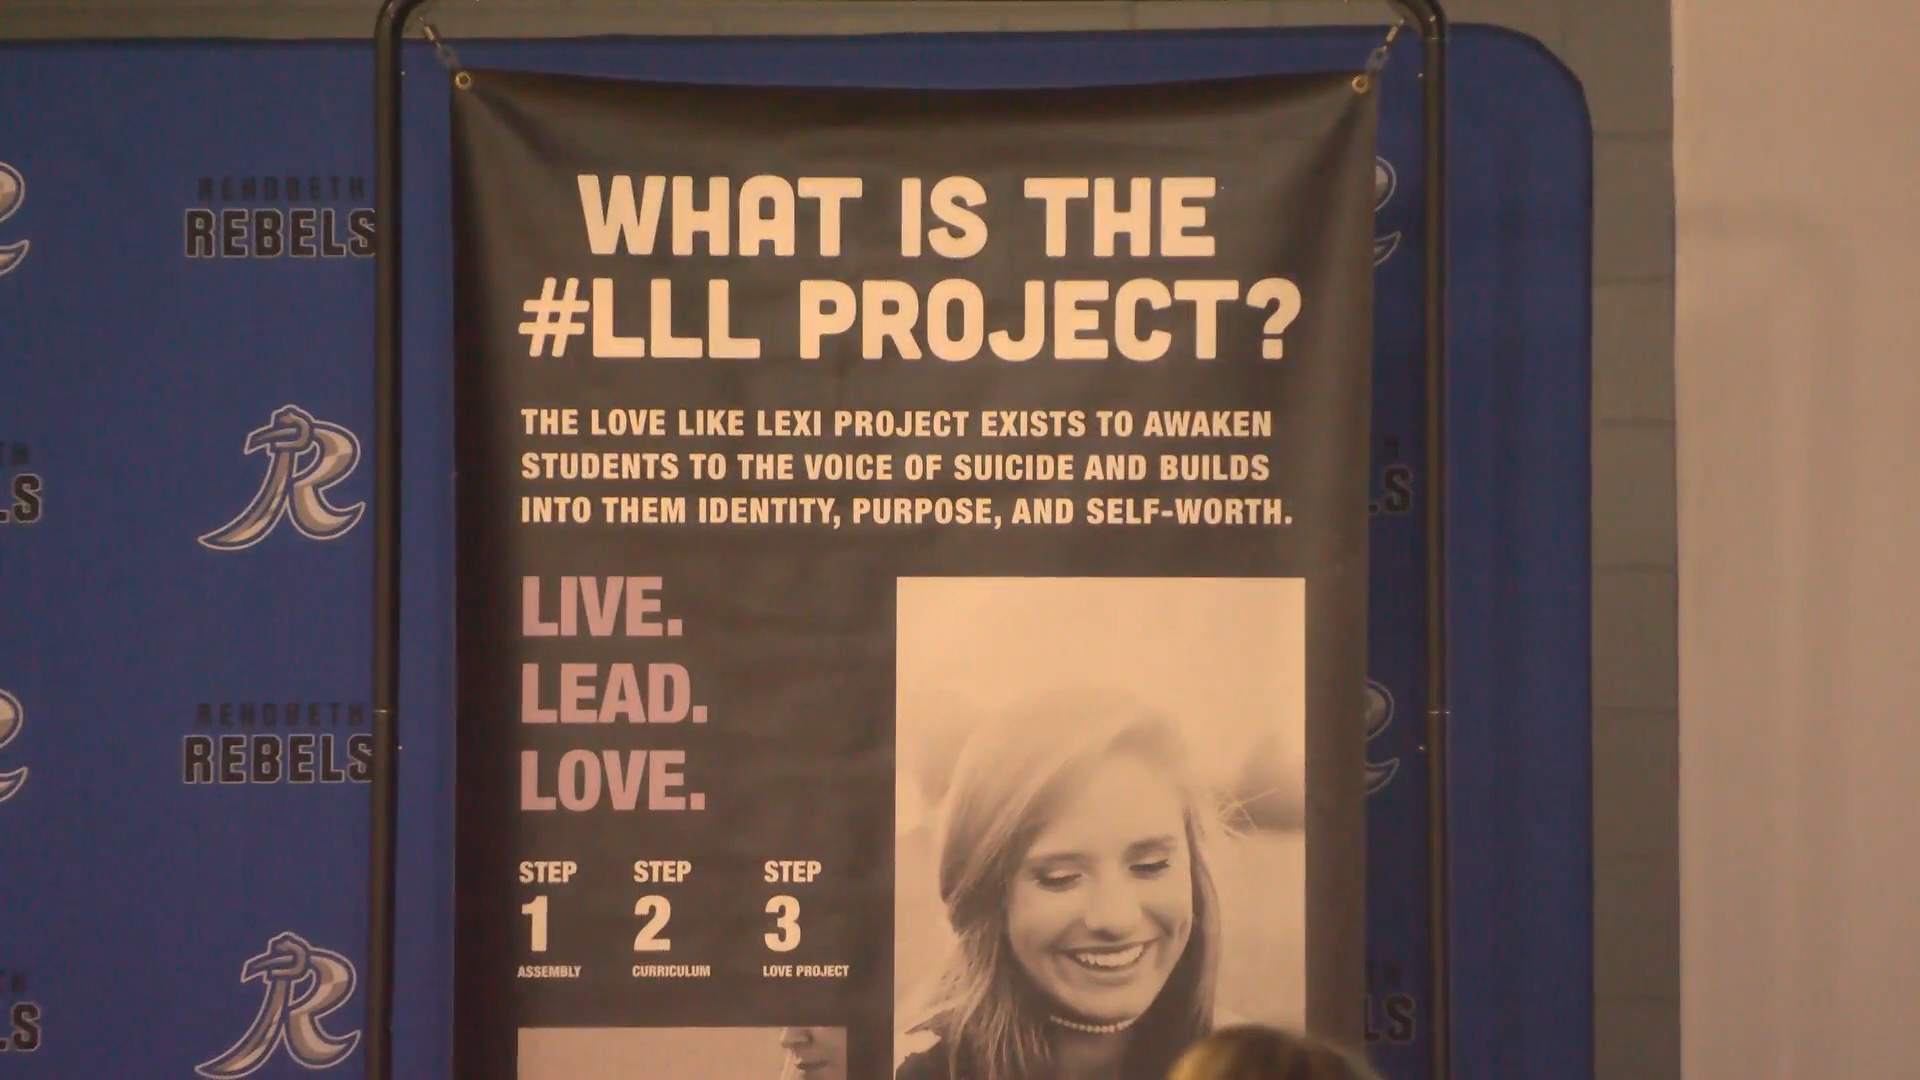 WHAT IS THE
#LLL PROJECT?
THE LOVE LIKE LEXI PROJECT EXISTS TO AWAKEN
STUDENTS TO THE VOICE OF SUICIDE AND BUILDS
INTO THEM IDENTITY, PURPOSE, AND SELF-WORTH.
LIVE.
LEAD.
LOVE.
STEP STEP STEP
1 2 3
ASSEMBLY CURRICULUM LOVE PROJECT
REHOBETH
REBELS
R
REHOBETH
REBELS
R